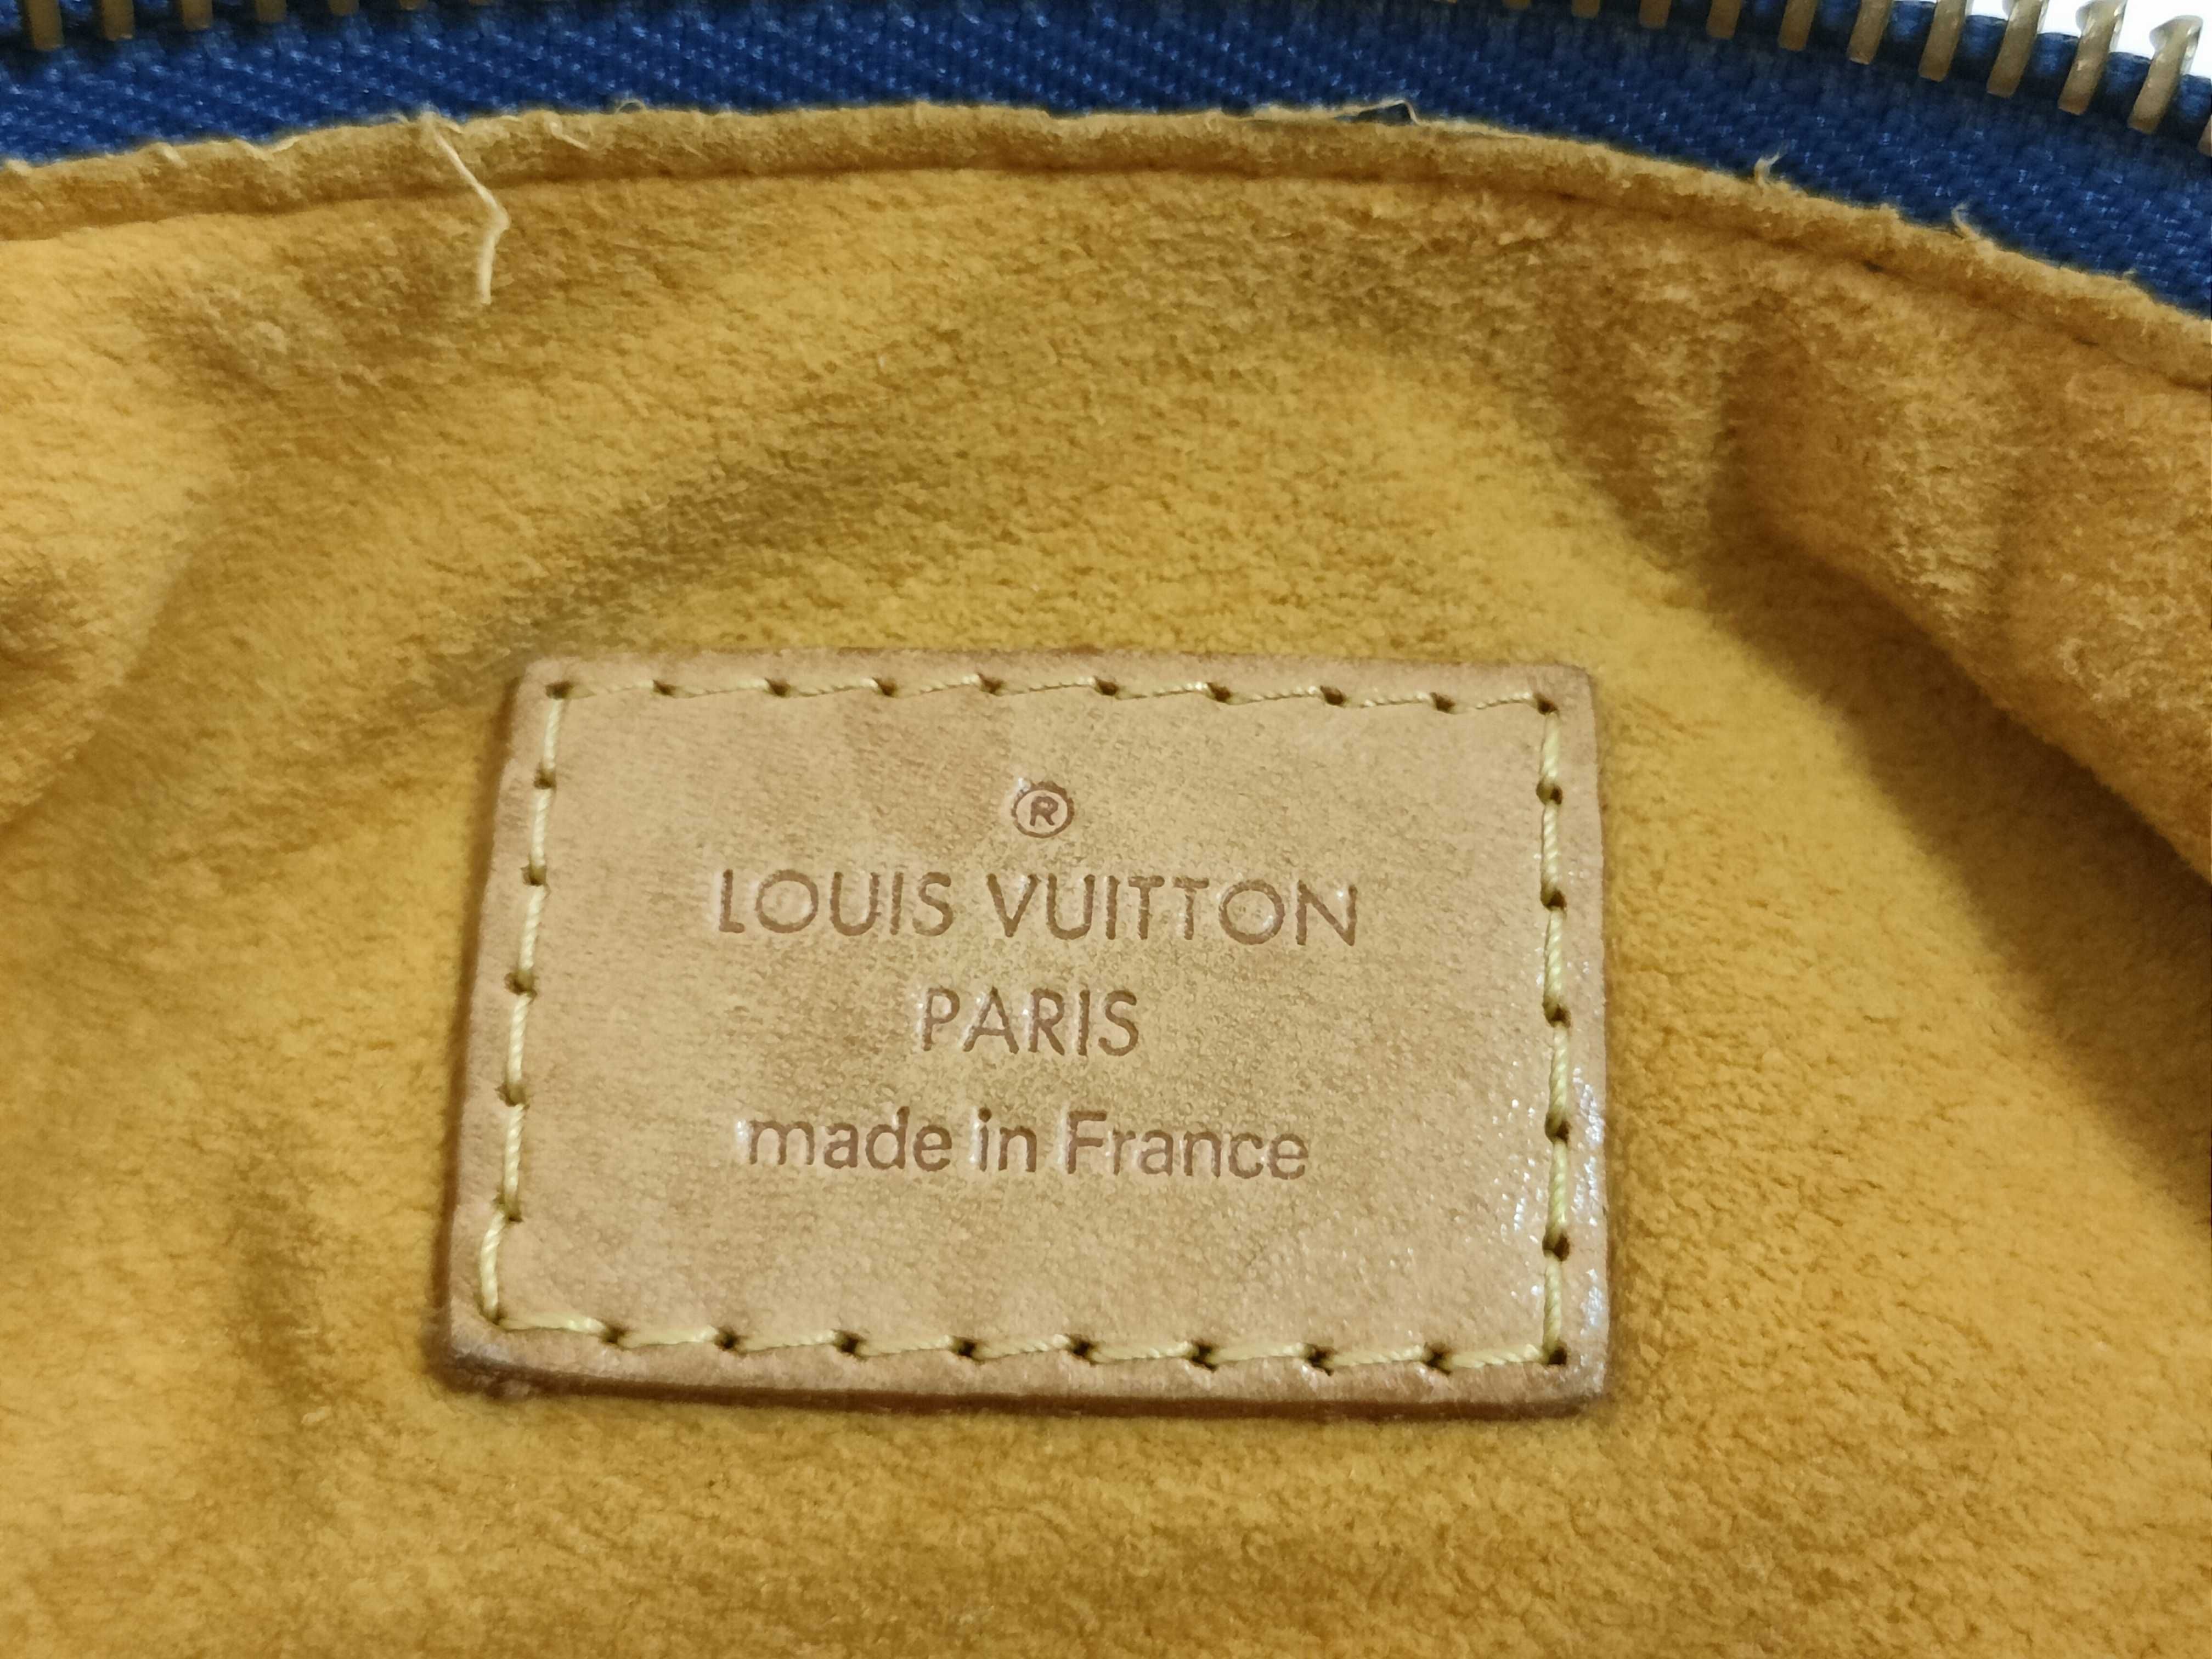 ®
LOUIS VUITTON
PARIS
made in France